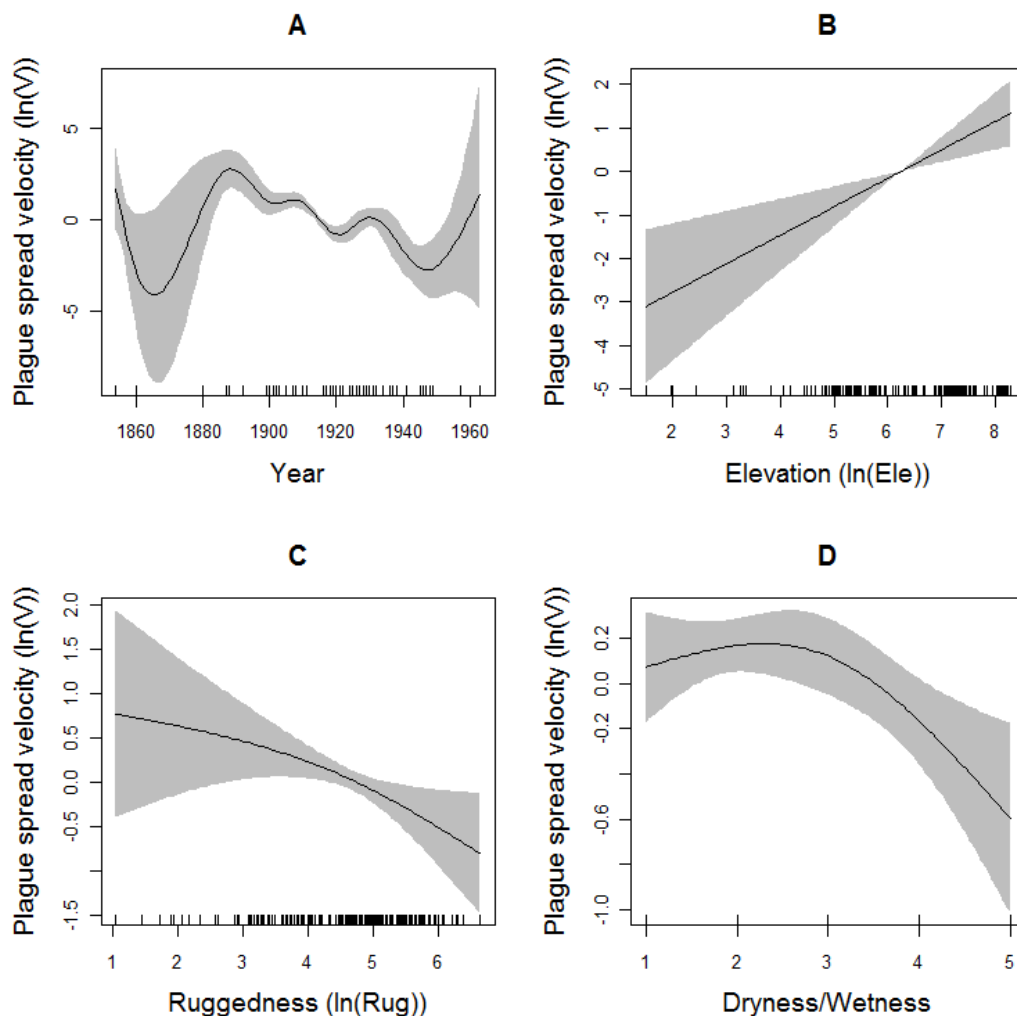 A
Plague spread velocity (ln(V))
5
0
-5
1860 1880 1900 1920 1940 1960
Year
B
Plague spread velocity (ln(V))
2
1
0
-1
-2
-3
-4
-5
2 3 4 5 6 7 8
Elevation (ln(Ele))
C
Plague spread velocity (ln(V))
2.0
1.5
1.0
0.5
0.0
-0.5
-1.5
1 2 3 4 5 6
Ruggedness (ln(Rug))
D
Plague spread velocity (ln(V))
0.2
0.0
-0.2
-0.6
-1.0
1 2 3 4 5
Dryness/Wetness